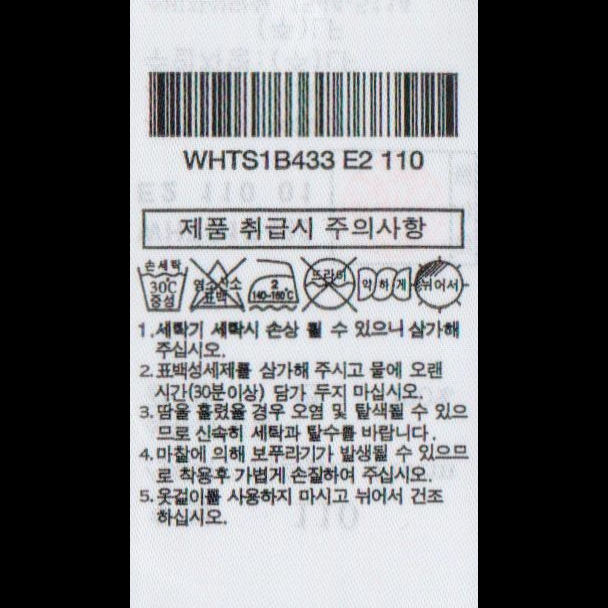 WHTS1B433 E2 110
제품 취급시 주의사항
손세탁 30℃ 중성
염소산소 표백
2 140-160℃
드라이
약하게
뉘어서
1.세탁기 세탁시 손상 될 수 있으니 삼가해
주십시오.
2.표백성세제를 삼가해 주시고 물에 오랜
시간(30분이상) 담가 두지 마십시오.
3.땀을 흘렸을 경우 오염 및 탈색될 수 있으
므로 신속히 세탁과 탈수를 바랍니다.
4.마찰에 의해 보푸라기가 발생될 수 있으므
로 착용후 가볍게 손질하여 주십시오.
5.옷걸이를 사용하지 마시고 뉘어서 건조
하십시오.